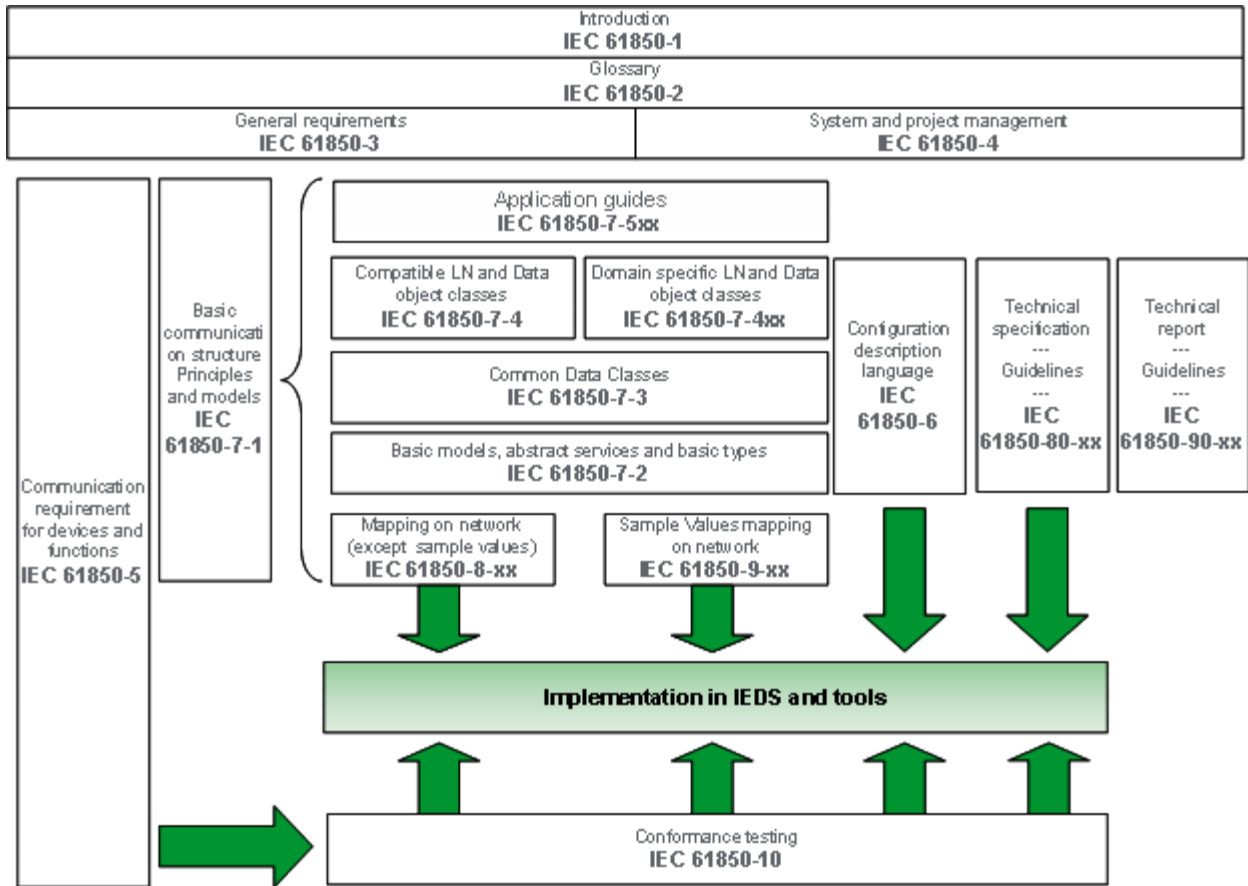 Introduction
IEC 61850-1
Glossary
IEC 61850-2
General requirements
IEC 61850-3
System and project management
IEC 61850-4
Communication
requirement
for devices and
functions
IEC 61850-5
Basic
communicati
on structure
Principles
and models
IEC
61850-7-1
Application guides
IEC 61850-7-5xx
Compatible LN and Data
object classes
IEC 61850-7-4
Domain specific LN and Data
object classes
IEC 61850-7-4xx
Common Data Classes
IEC 61850-7-3
Basic models, abstract services and basic types
IEC 61850-7-2
Mapping on network
(except sample values)
IEC 61850-8-xx
Sample Values mapping
on network
IEC 61850-9-xx
Configuration
description
language
IEC
61850-6
Technical
specification
---
Guidelines
---
IEC
61850-80-xx
Technical
report
---
Guidelines
---
IEC
61850-90-xx
Implementation in IEDS and tools
Conformance testing
IEC 61850-10